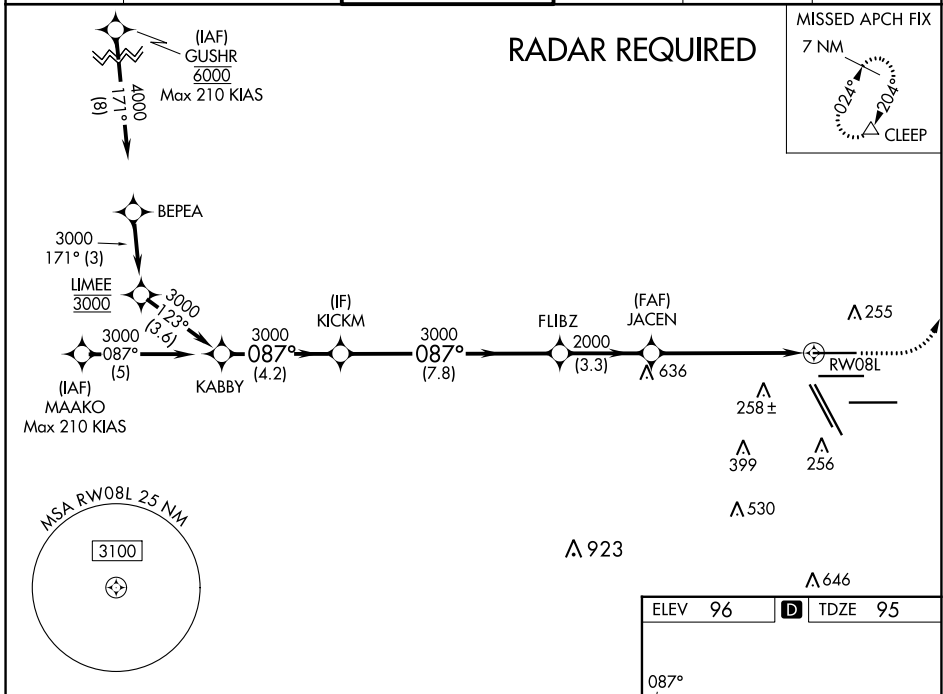 (IAF)
GUSHR
6000
Max 210 KIAS
RADAR REQUIRED
MISSED APCH FIX
7 NM
024°
204°
CLEEP
4000
171°
(8)
BEPEA
3000
171° (3)
LIMEE
3000
3000
123°
(3.6)
3000
087°
(5)
(IAF)
MAAKO
Max 210 KIAS
KABBY
3000
087°
(4.2)
(IF)
KICKM
3000
087°
(7.8)
FLIBZ
2000
(3.3)
(FAF)
JACEN
636
255
RW08L
258 ±
399
256
530
923
646
MSA RW08L 25 NM
3100
ELEV 96 D TDZE 95
087°